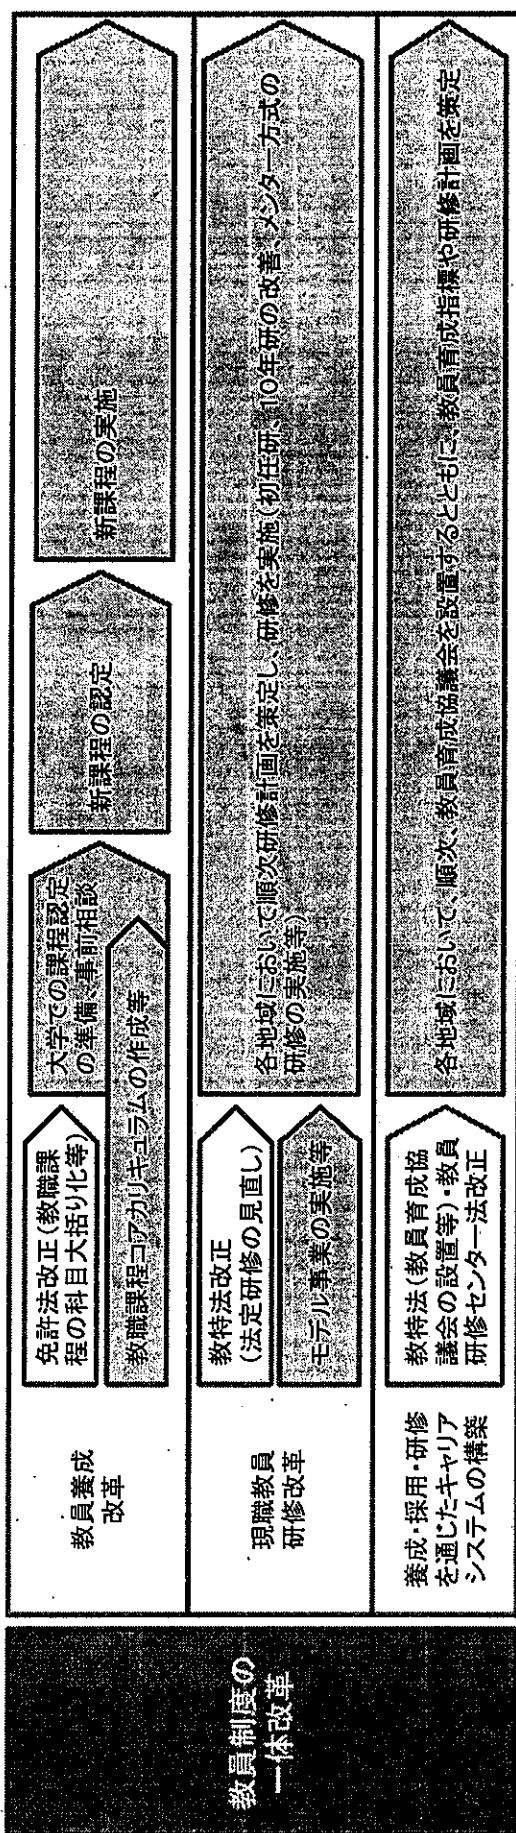 教員制度の
一体改革
教員養成
改革
免許法改正(教職課
程の科目大括り化等)
教職課程コアカリキュラムの作成等
大学での課程認定
の準備・事前相談
新課程の認定
新課程の実施
現職教員
研修改革
教特法改正
(法定研修の見直し)
モデル事業の実施等
各地域において順次研修計画を策定し、研修を実施(初任研、10年研の改善、メンター方式の
研修の実施等)
養成・採用・研修
を通じたキャリア
システムの構築
教特法(教員育成協
議会の設置等)・教員
研修センター法改正
各地域において、順次、教員育成協議会を設置するとともに、教員育成指標や研修計画を策定